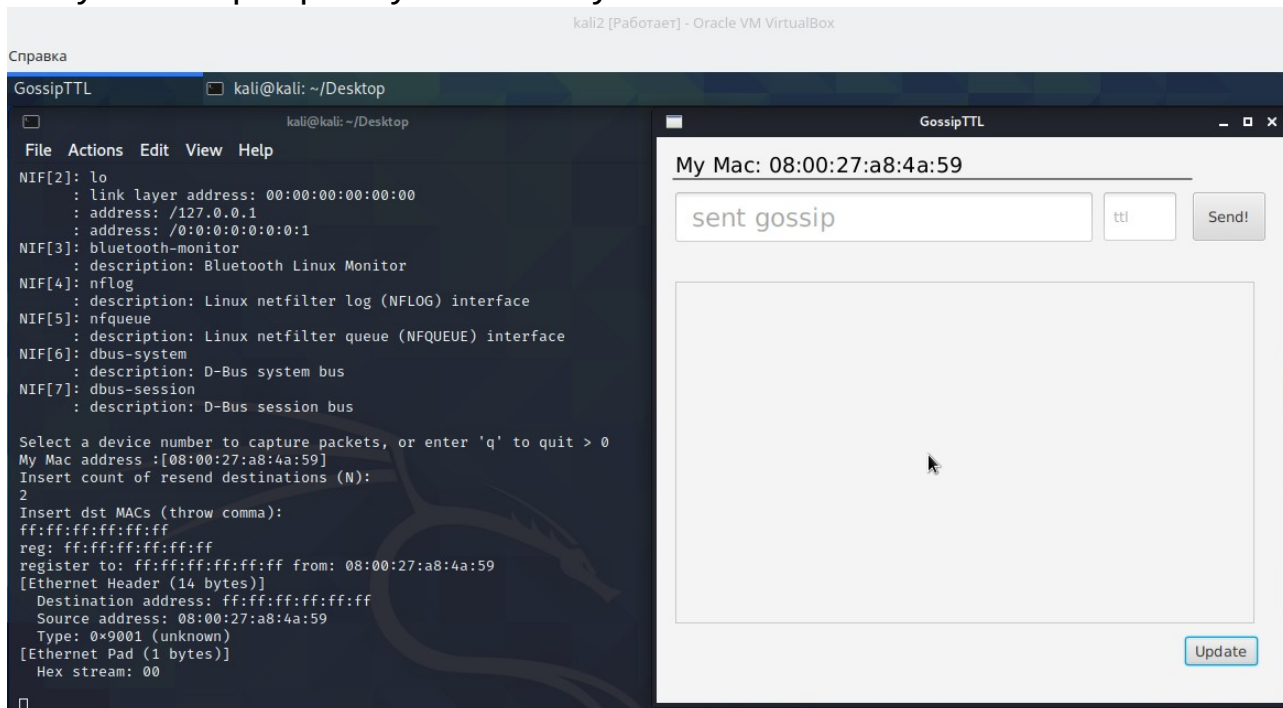 kali2 [Работает] - Oracle VM VirtualBox
Справка
GossipTTL
kali@kali: ~/Desktop
kali@kali: ~/Desktop
File Actions Edit View Help
NIF[2]: lo
: link layer address: 00:00:00:00:00:00
: address: /127.0.0.1
: address: /0:0:0:0:0:0:0:1
NIF[3]: bluetooth-monitor
: description: Bluetooth Linux Monitor
NIF[4]: nflog
: description: Linux netfilter log (NFLOG) interface
NIF[5]: nfqueue
: description: Linux netfilter queue (NFQUEUE) interface
NIF[6]: dbus-system
: description: D-Bus system bus
NIF[7]: dbus-session
: description: D-Bus session bus
Select a device number to capture packets, or enter 'q' to quit > 0
My Mac address :[08:00:27:a8:4a:59]
Insert count of resend destinations (N):
2
Insert dst MACs (throw comma):
ff:ff:ff:ff:ff:ff
reg: ff:ff:ff:ff:ff:ff
register to: ff:ff:ff:ff:ff:ff from: 08:00:27:a8:4a:59
[Ethernet Header (14 bytes)]
Destination address: ff:ff:ff:ff:ff:ff
Source address: 08:00:27:a8:4a:59
Type: 0×9001 (unknown)
[Ethernet Pad (1 bytes)]
Hex stream: 00
GossipTTL
My Mac: 08:00:27:a8:4a:59
sent gossip
ttl
Send!
Update